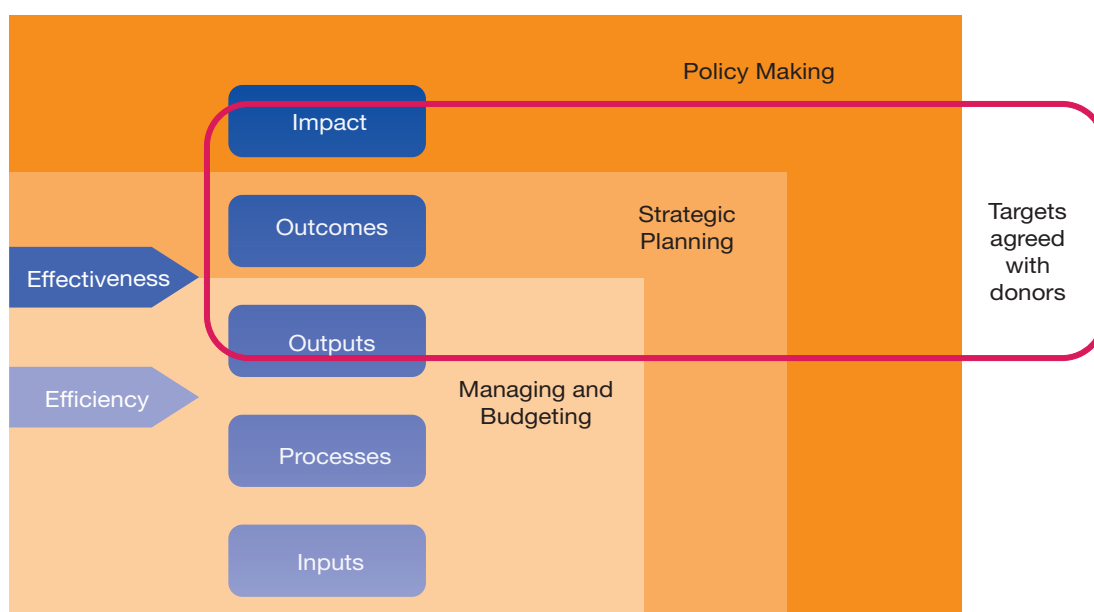 Policy Making
Impact
Outcomes
Strategic
Planning
Targets
agreed
with
donors
Effectiveness
Outputs
Efficiency
Managing and
Budgeting
Processes
Inputs